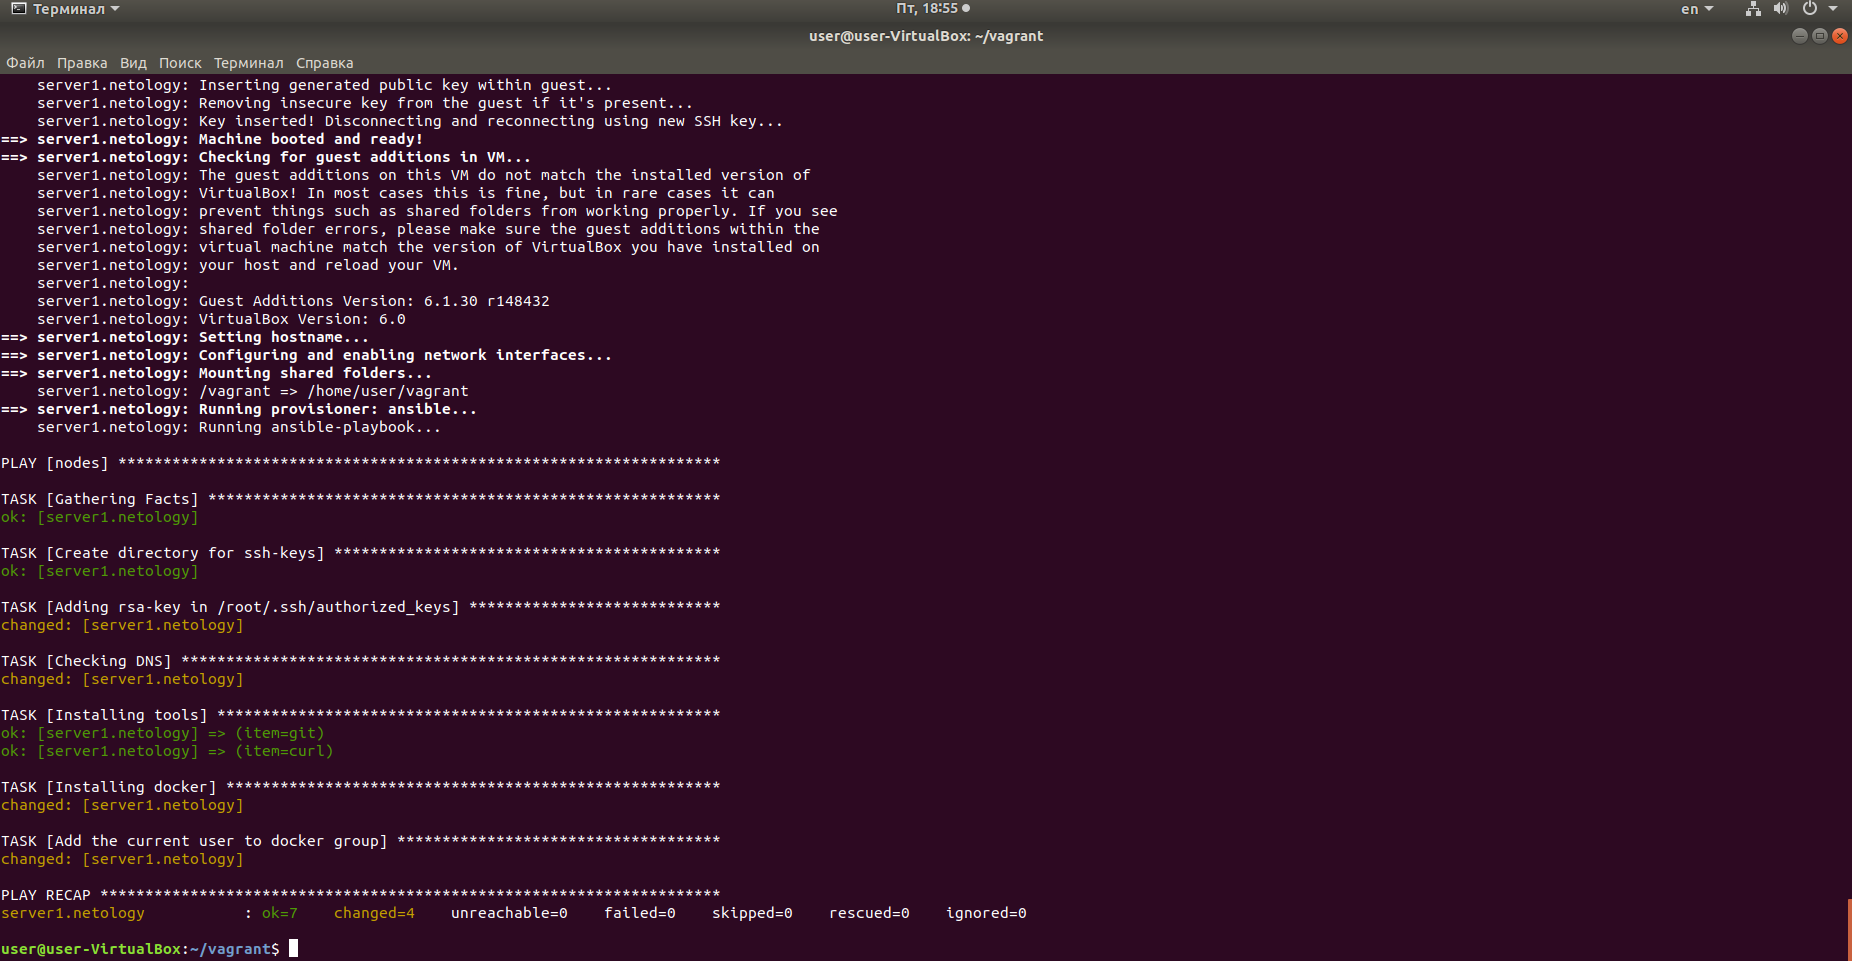 Терминал
Пт, 18:55
en
user@user-VirtualBox: ~/vagrant
Файл Правка Вид Поиск Терминал Справка
    server1.netology: Inserting generated public key within guest...
    server1.netology: Removing insecure key from the guest if it's present...
    server1.netology: Key inserted! Disconnecting and reconnecting using new SSH key...
==> server1.netology: Machine booted and ready!
==> server1.netology: Checking for guest additions in VM...
    server1.netology: The guest additions on this VM do not match the installed version of
    server1.netology: VirtualBox! In most cases this is fine, but in rare cases it can
    server1.netology: prevent things such as shared folders from working properly. If you see
    server1.netology: shared folder errors, please make sure the guest additions within the
    server1.netology: virtual machine match the version of VirtualBox you have installed on
    server1.netology: your host and reload your VM.
    server1.netology:
    server1.netology: Guest Additions Version: 6.1.30 r148432
    server1.netology: VirtualBox Version: 6.0
==> server1.netology: Setting hostname...
==> server1.netology: Configuring and enabling network interfaces...
==> server1.netology: Mounting shared folders...
    server1.netology: /vagrant => /home/user/vagrant
==> server1.netology: Running provisioner: ansible...
    server1.netology: Running ansible-playbook...
PLAY [nodes] *******************************************************************
TASK [Gathering Facts] *********************************************************
ok: [server1.netology]
TASK [Create directory for ssh-keys] *******************************************
ok: [server1.netology]
TASK [Adding rsa-key in /root/.ssh/authorized_keys] ****************************
changed: [server1.netology]
TASK [Checking DNS] ************************************************************
changed: [server1.netology]
TASK [Installing tools] ********************************************************
ok: [server1.netology] => (item=git)
ok: [server1.netology] => (item=curl)
TASK [Installing docker] *******************************************************
changed: [server1.netology]
TASK [Add the current user to docker group] ************************************
changed: [server1.netology]
PLAY RECAP *********************************************************************
server1.netology           : ok=7    changed=4    unreachable=0    failed=0    skipped=0    rescued=0    ignored=0
user@user-VirtualBox:~/vagrant$